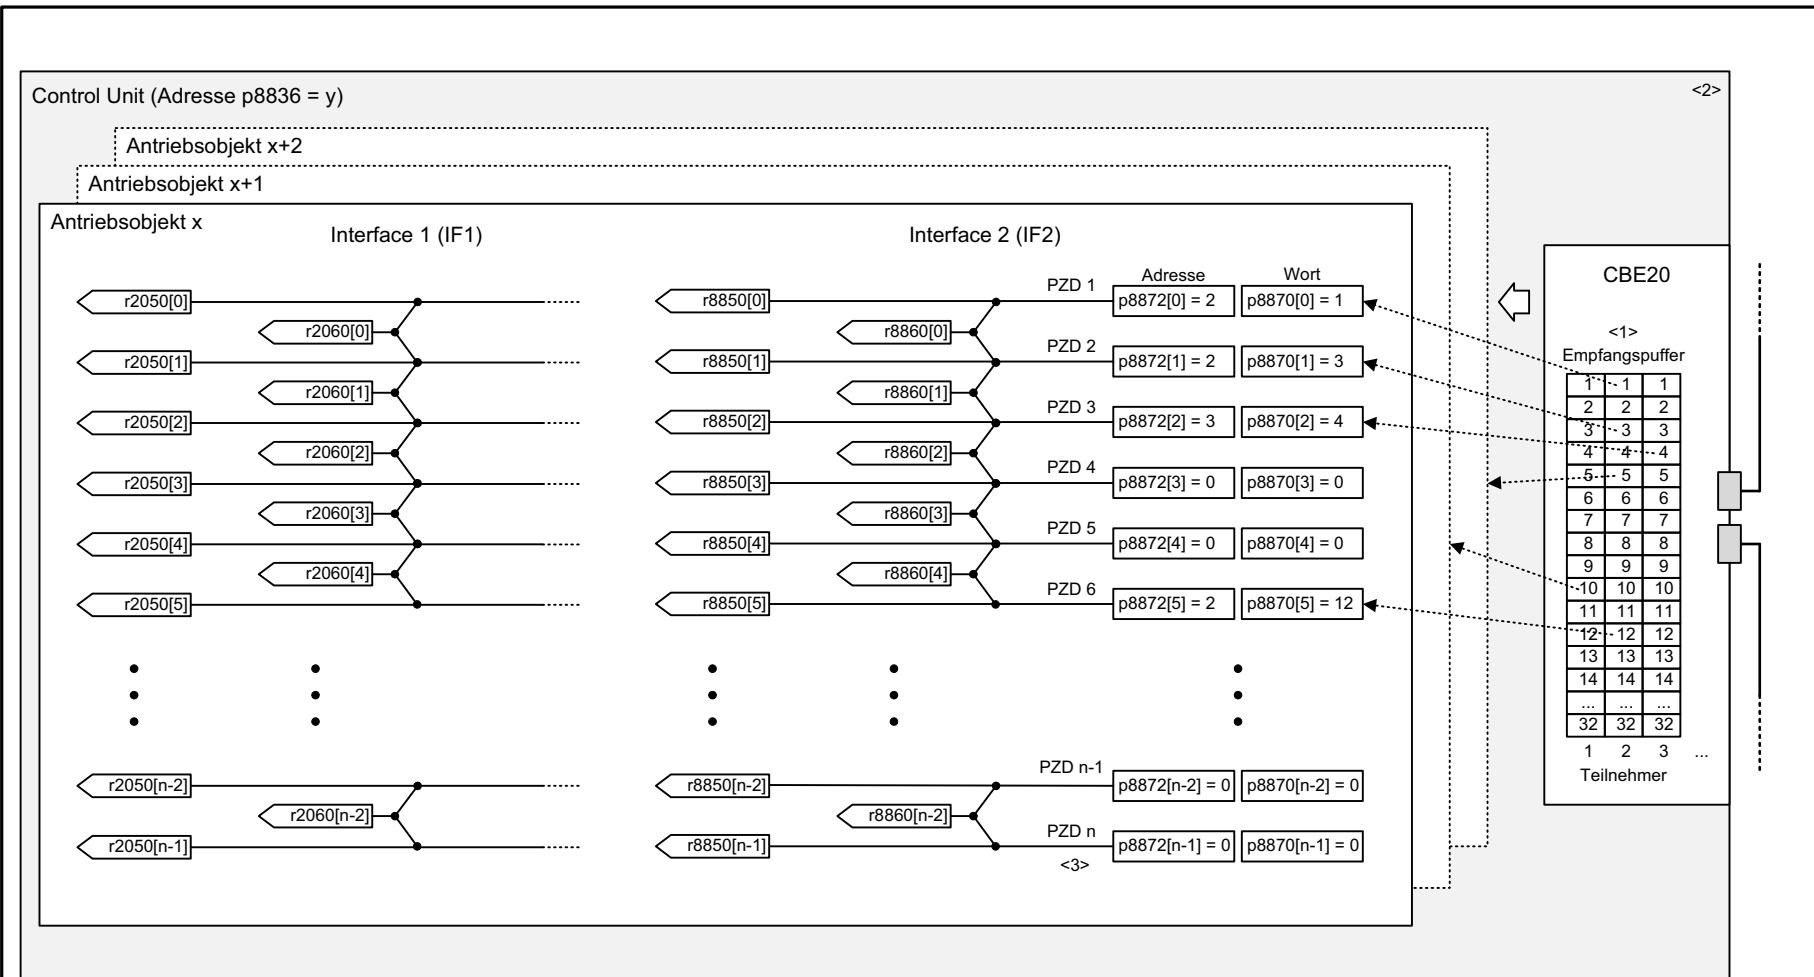 Control Unit (Adresse p8836 = y)
<2>
Antriebsobjekt x+2
Antriebsobjekt x+1
Antriebsobjekt x
Interface 1 (IF1)
Interface 2 (IF2)
CBE20
Adresse Wort
r2050[0] r8850[0] PZD 1 p8872[0] = 2 p8870[0] = 1
r2060[0] r8860[0]
r2050[1] r8850[1] PZD 2 p8872[1] = 2 p8870[1] = 3
r2060[1] r8860[1]
r2050[2] r8850[2] PZD 3 p8872[2] = 3 p8870[2] = 4
r2060[2] r8860[2]
r2050[3] r8850[3] PZD 4 p8872[3] = 0 p8870[3] = 0
r2060[3] r8860[3]
r2050[4] r8850[4] PZD 5 p8872[4] = 0 p8870[4] = 0
r2060[4] r8860[4]
r2050[5] r8850[5] PZD 6 p8872[5] = 2 p8870[5] = 12
r2050[n-2] r8850[n-2] PZD n-1 p8872[n-2] = 0 p8870[n-2] = 0
r2060[n-2] r8860[n-2]
r2050[n-1] r8850[n-1] PZD n p8872[n-1] = 0 p8870[n-1] = 0
<3>
<1>
Empfangspuffer
1 1 1
2 2 2
3 3 3
4 4 4
5 5 5
6 6 6
7 7 7
8 8 8
9 9 9
10 10 10
11 11 11
12 12 12
13 13 13
14 14 14
... ... ...
32 32 32
1 2 3 ...
Teilnehmer